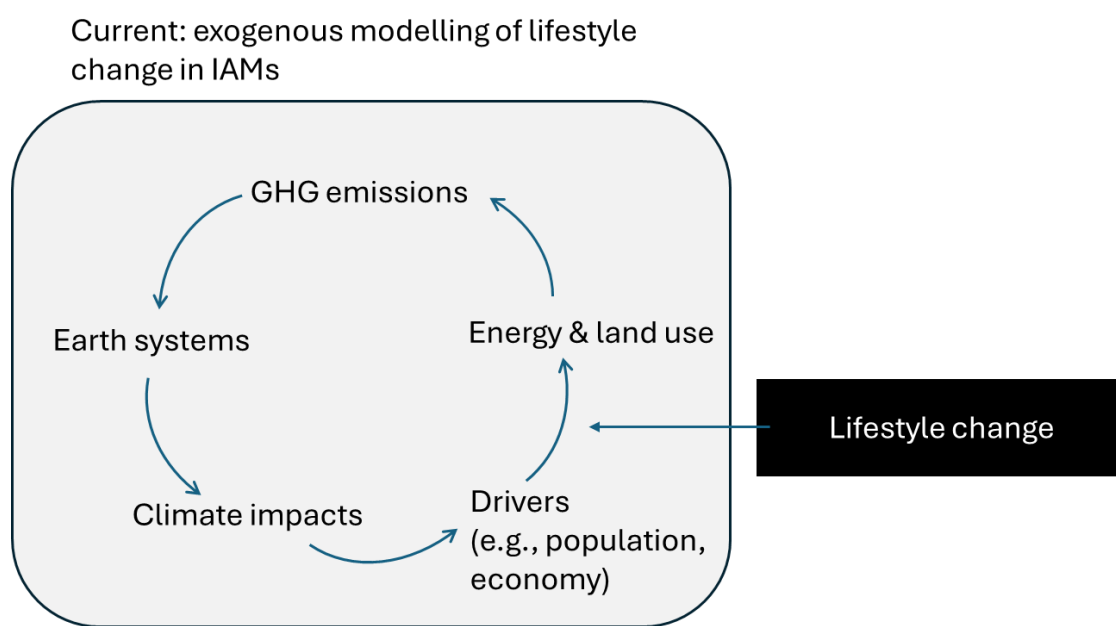 Current: exogenous modelling of lifestyle
change in IAMs
GHG emissions
Earth systems
Energy & land use
Lifestyle change
Climate impacts
Drivers
(e.g., population,
economy)